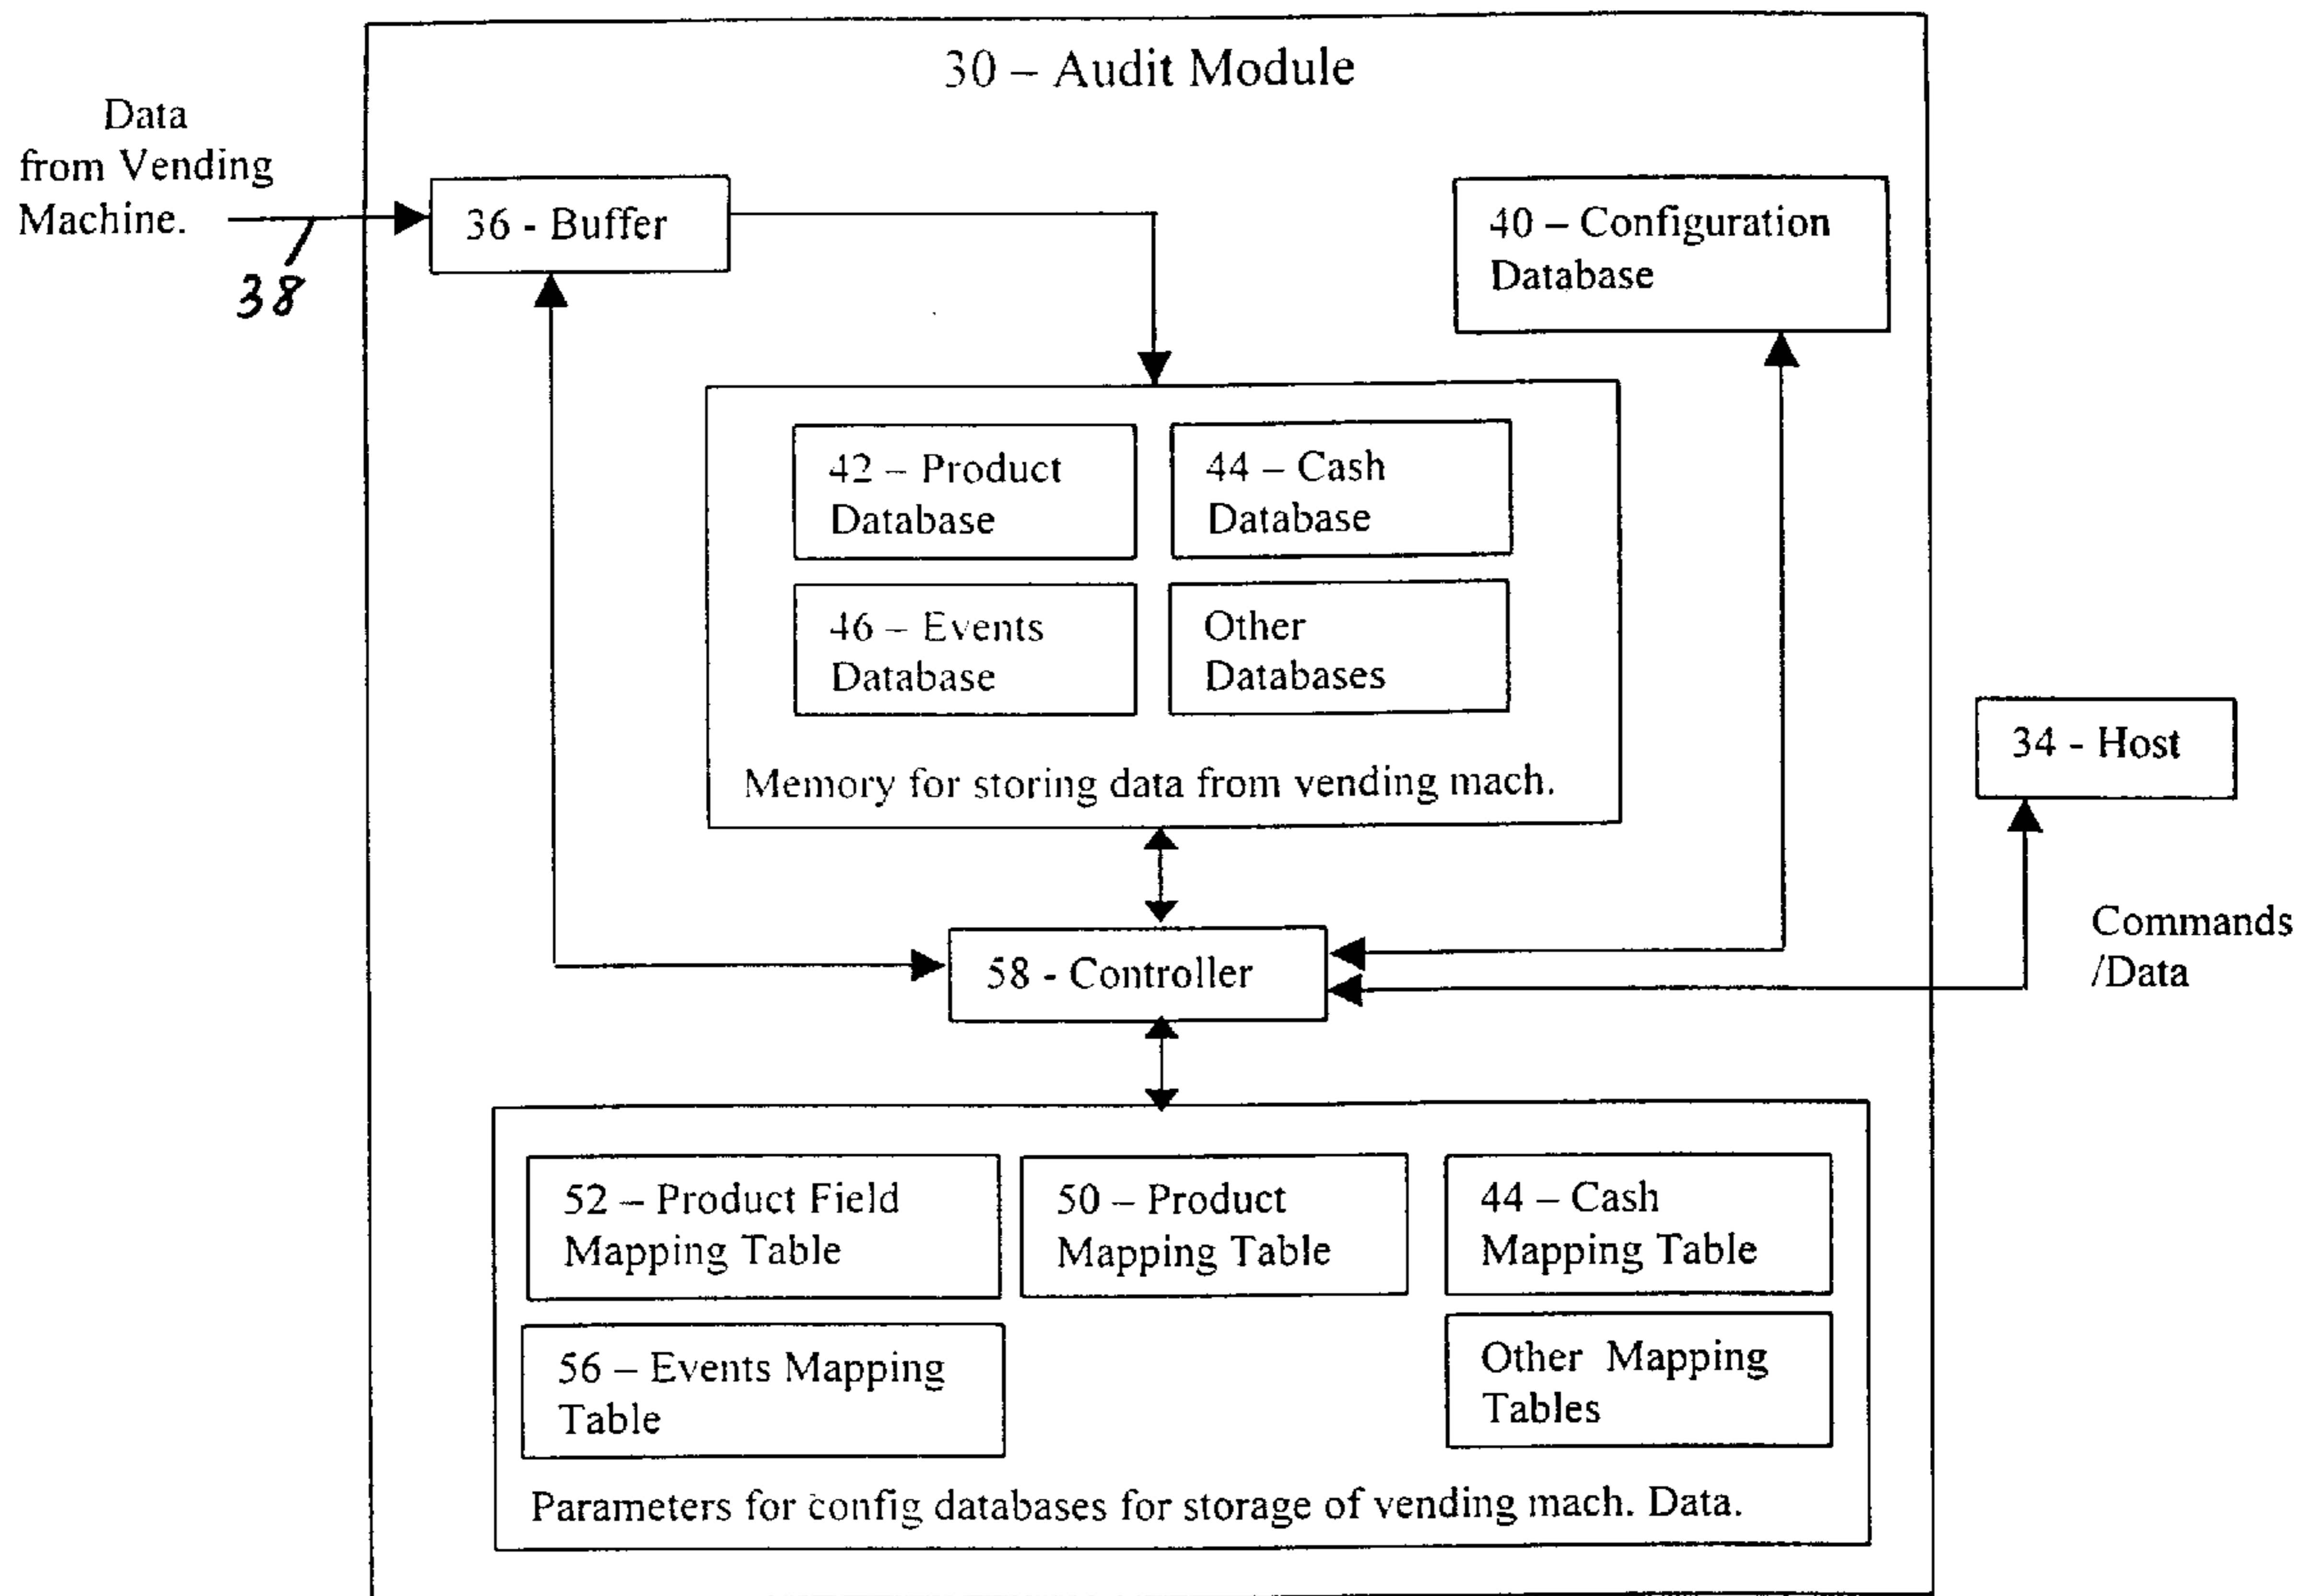 30 – Audit Module
Data
from Vending
Machine.
38
36 - Buffer
40 – Configuration
Database
42 – Product
Database
44 – Cash
Database
46 – Events
Database
Other
Databases
Memory for storing data from vending mach.
34 - Host
Commands
/Data
58 - Controller
52 – Product Field
Mapping Table
50 – Product
Mapping Table
44 – Cash
Mapping Table
56 – Events Mapping
Table
Other Mapping
Tables
Parameters for config databases for storage of vending mach. Data.